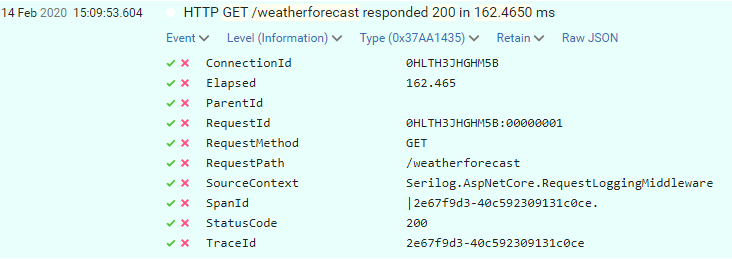 14 Feb 2020 15:09:53.604 HTTP GET /weatherforecast responded 200 in 162.4650 ms
Event Level (Information) Type (0x37AA1435) Retain Raw JSON
ConnectionId 0HLTH3JHGHM5B
Elapsed 162.465
ParentId
RequestId 0HLTH3JHGHM5B:00000001
RequestMethod GET
RequestPath /weatherforecast
SourceContext Serilog.AspNetCore.RequestLoggingMiddleware
SpanId |2e67f9d3-40c592309131c0ce.
StatusCode 200
TraceId 2e67f9d3-40c592309131c0ce